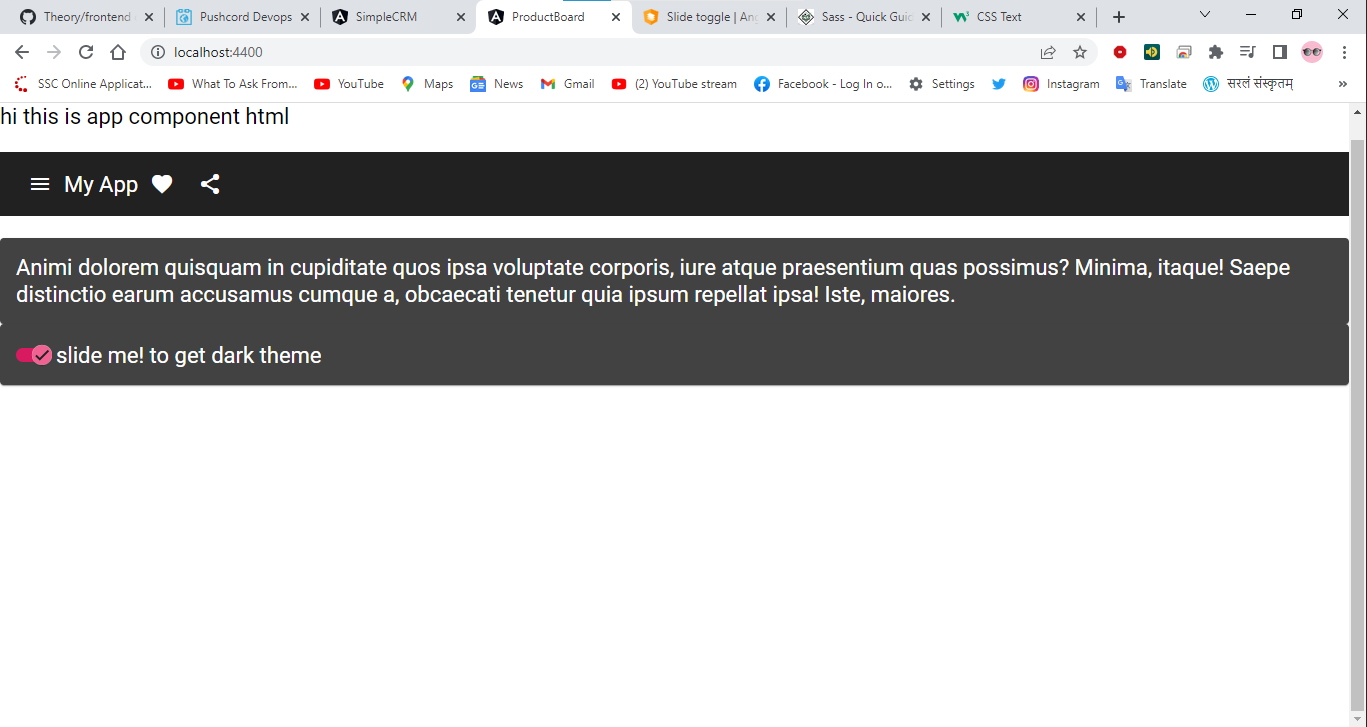 Theory/frontend
Pushcord Devops
SimpleCRM
ProductBoard
Slide toggle | Ang
Sass - Quick Guid
CSS Text
localhost:4400
SSC Online Applicat...
What To Ask From...
YouTube
Maps
News
Gmail
(2) YouTube stream
Facebook - Log In o...
Settings
Instagram
Translate
सरलं संस्कृतम्
hi this is app component html
My App
Animi dolorem quisquam in cupiditate quos ipsa voluptate corporis, iure atque praesentium quas possimus? Minima, itaque! Saepe
distinctio earum accusamus cumque a, obcaecati tenetur quia ipsum repellat ipsa! Iste, maiores.
slide me! to get dark theme